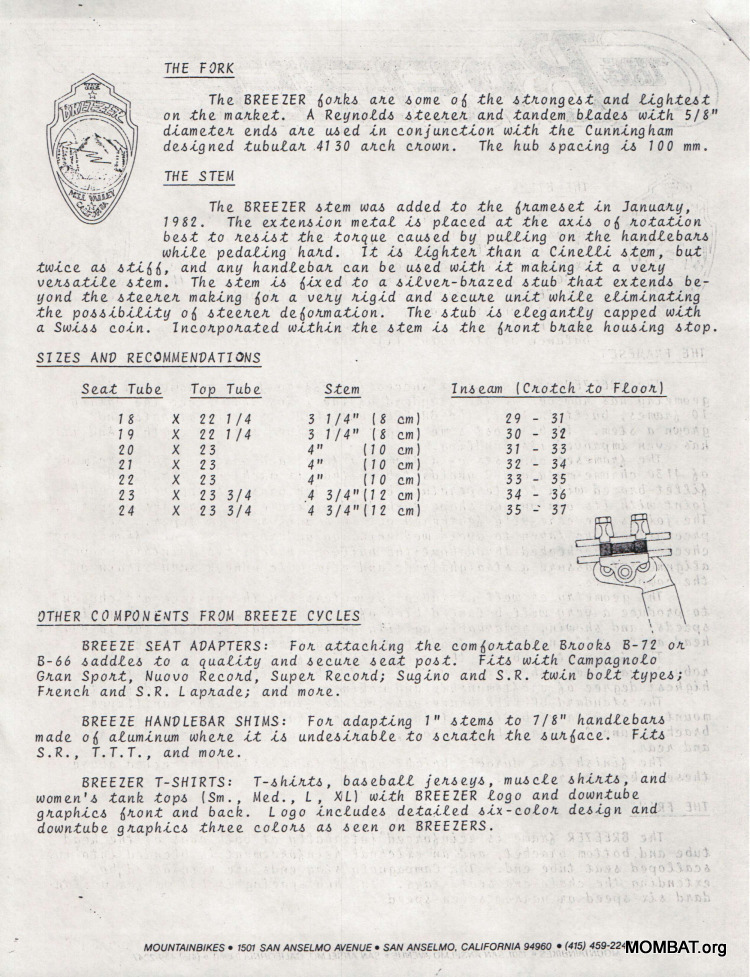 THE FORK
The BREEZER forks are some of the strongest and lightest
on the market. A Reynolds steerer and tandem blades with 5/8"
diameter ends are used in conjunction with the Cunningham
designed tubular 4130 arch crown. The hub spacing is 100 mm.
THE
BREEZER
MILL VALLEY
CALIFORNIA
THE STEM
The BREEZER stem was added to the frameset in January,
1982. The extension metal is placed at the axis of rotation
best to resist the torque caused by pulling on the handlebars
while pedaling hard. It is lighter than a Cinelli stem, but
twice as stiff, and any handlebar can be used with it making it a very
versatile stem. The stem is fixed to a silver-brazed stub that extends be-
yond the steerer making for a very rigid and secure unit while eliminating
the possibility of steerer deformation. The stub is elegantly capped with
a Swiss coin. Incorporated within the stem is the front brake housing stop.
SIZES AND RECOMMENDATIONS
Seat Tube Top Tube Stem Inseam (Crotch to Floor)
18 X 22 1/4 3 1/4" (8 cm) 29 - 31
19 X 22 1/4 3 1/4" (8 cm) 30 - 32
20 X 23 4" (10 cm) 31 - 33
21 X 23 4" (10 cm) 32 - 34
22 X 23 4" (10 cm) 33 - 35
23 X 23 3/4 4 3/4"(12 cm) 34 - 36
24 X 23 3/4 4 3/4"(12 cm) 35 - 37
OTHER COMPONENTS FROM BREEZE CYCLES
BREEZE SEAT ADAPTERS: For attaching the comfortable Brooks B-72 or
B-66 saddles to a quality and secure seat post. Fits with Campagnolo
Gran Sport, Nuovo Record, Super Record; Sugino and S.R. twin bolt types;
French and S.R. Laprade; and more.
BREEZE HANDLEBAR SHIMS: For adapting 1" stems to 7/8" handlebars
made of aluminum where it is undesirable to scratch the surface. Fits
S.R., T.T.T., and more.
BREEZER T-SHIRTS: T-shirts, baseball jerseys, muscle shirts, and
women's tank tops (Sm., Med., L, XL) with BREEZER logo and downtube
graphics front and back. Logo includes detailed six-color design and
downtube graphics three colors as seen on BREEZERS.
MOUNTAINBIKES • 1501 SAN ANSELMO AVENUE • SAN ANSELMO, CALIFORNIA 94960 • (415) 459-224
MOMBAT.org